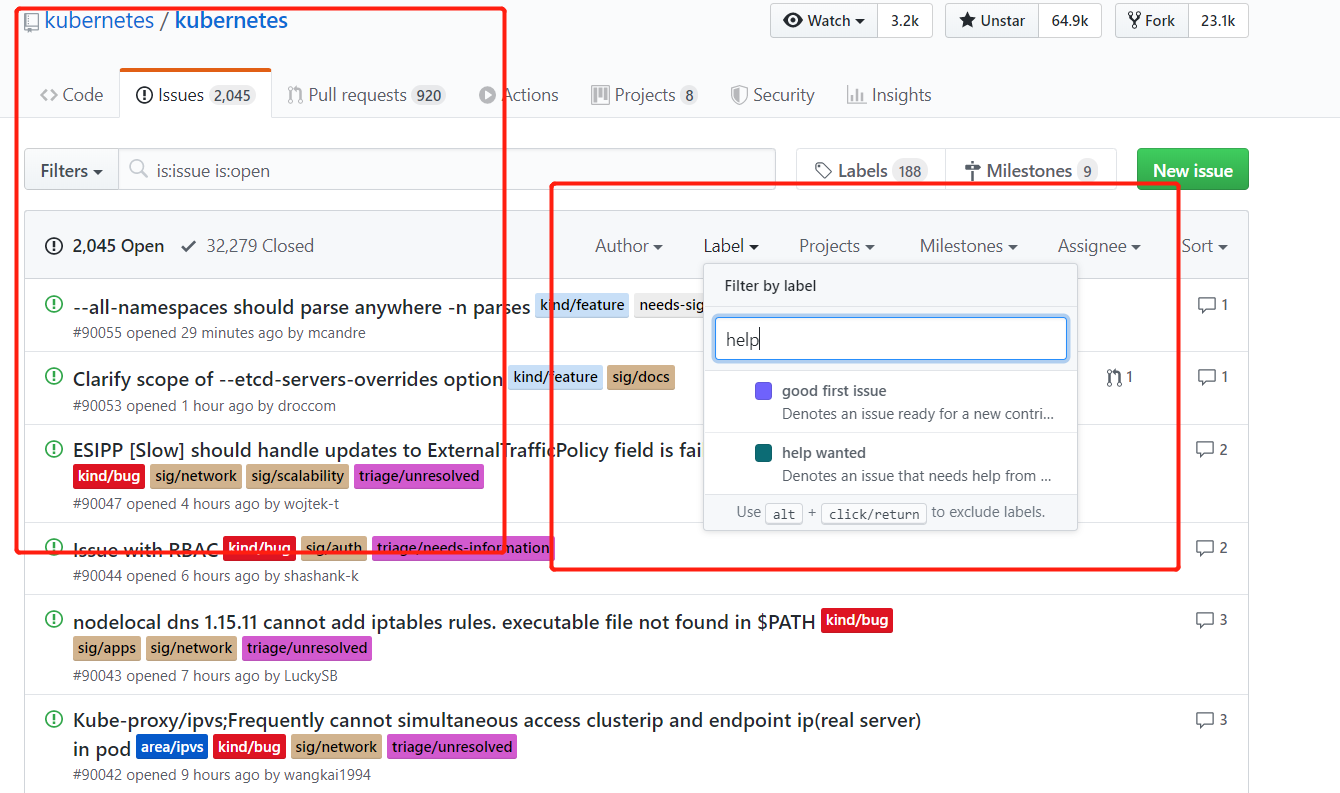 kubernetes / kubernetes
Watch 3.2k Unstar 64.9k Fork 23.1k
Code Issues 2,045 Pull requests 920 Actions Projects 8 Security Insights
Filters is:issue is:open Labels 188 Milestones 9 New issue
2,045 Open 32,279 Closed Author Label Projects Milestones Assignee Sort
Filter by label
help
good first issue
Denotes an issue ready for a new contri...
help wanted
Denotes an issue that needs help from ...
Use alt + click/return to exclude labels.
--all-namespaces should parse anywhere -n parses kind/feature needs-sig 1
#90055 opened 29 minutes ago by mcandre
Clarify scope of --etcd-servers-overrides option kind/feature sig/docs 1 1
#90053 opened 1 hour ago by droccom
ESIPP [Slow] should handle updates to ExternalTrafficPolicy field is fai 2
kind/bug sig/network sig/scalability triage/unresolved
#90047 opened 4 hours ago by wojtek-t
Issue with RBAC kind/bug sig/auth triage/needs-information 2
#90044 opened 6 hours ago by shashank-k
nodelocal dns 1.15.11 cannot add iptables rules. executable file not found in $PATH kind/bug 3
sig/apps sig/network triage/unresolved
#90043 opened 7 hours ago by LuckySB
Kube-proxy/ipvs;Frequently cannot simultaneous access clusterip and endpoint ip(real server) 3
in pod area/ipvs kind/bug sig/network triage/unresolved
#90042 opened 9 hours ago by wangkai1994